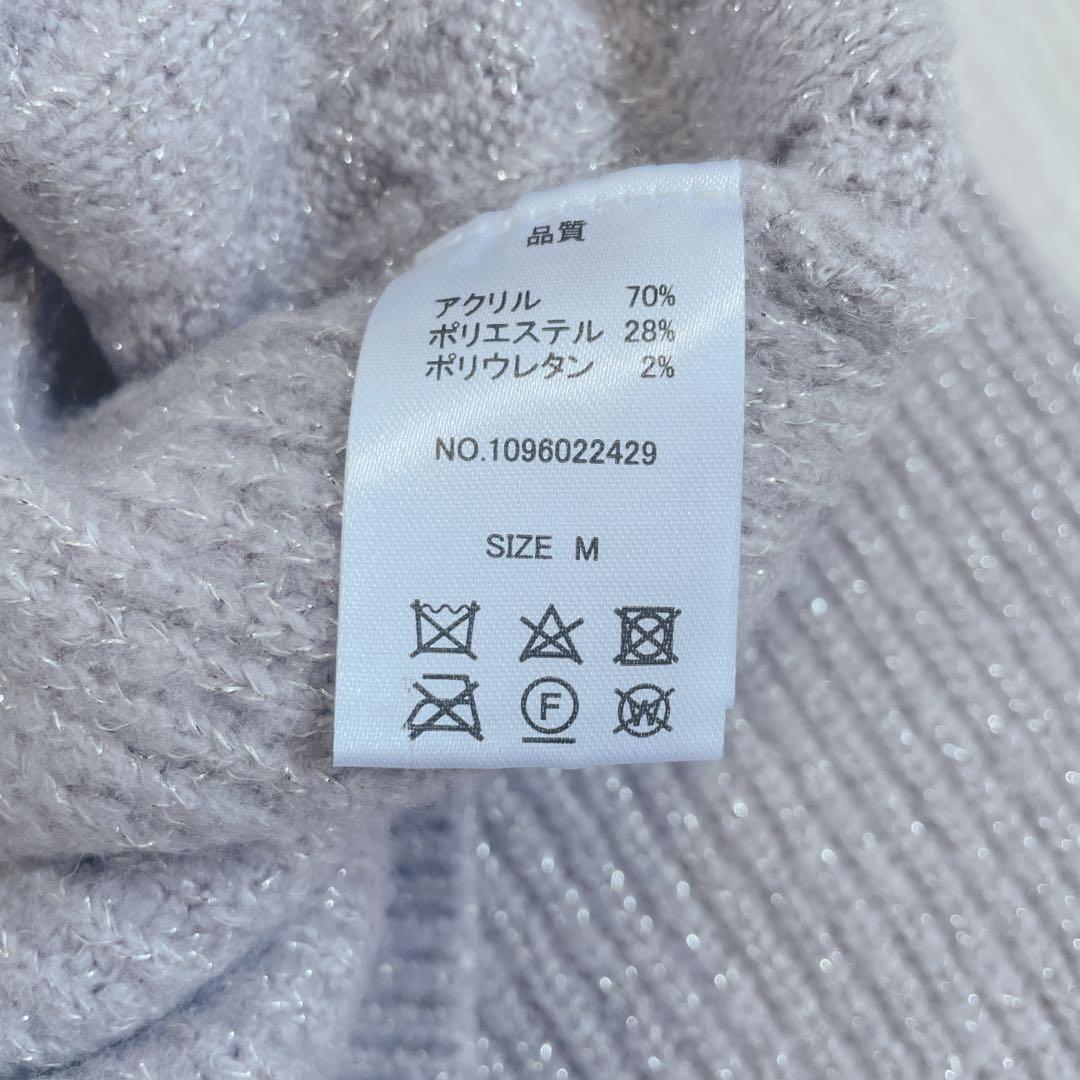 品質
アクリル 70%
ポリエステル 28%
ポリウレタン 2%
NO.1096022429
SIZE M
F
W